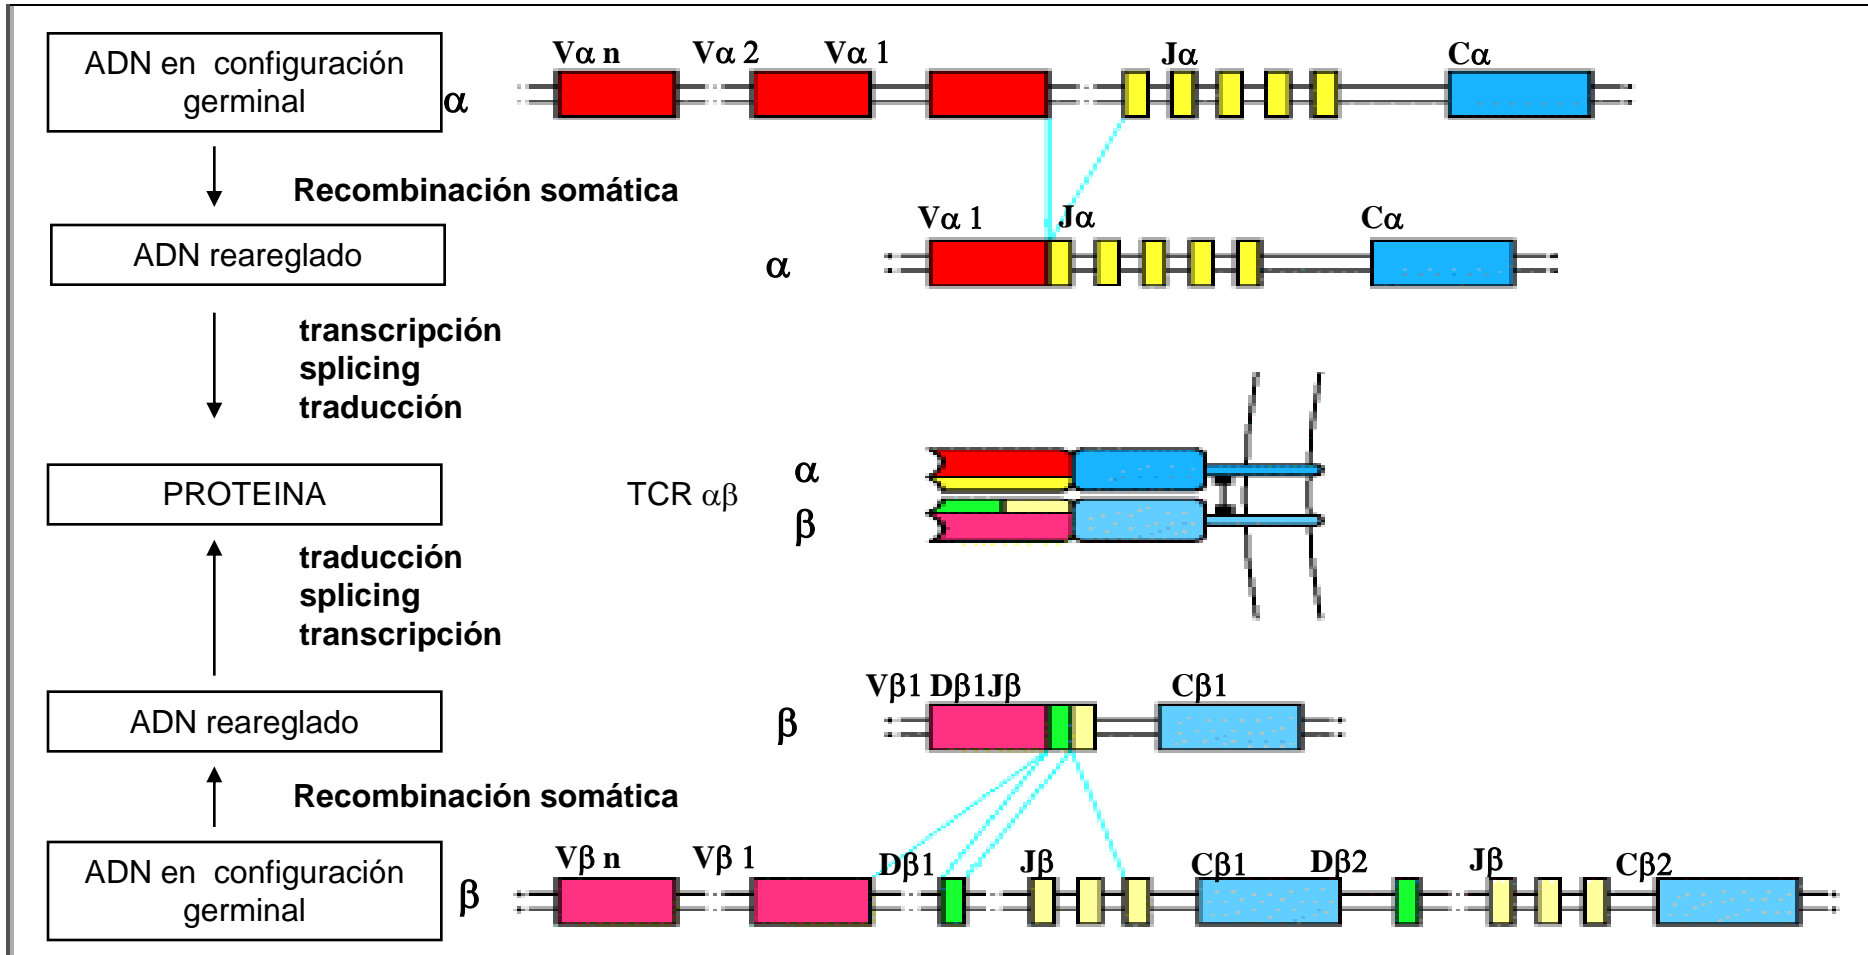 ADN en configuración
germinal
α
Vα n Vα 2 Vα 1 Jα Cα
Recombinación somática
ADN reareglado
α
Vα 1 Jα Cα
transcripción
splicing
traducción
PROTEINA
TCR αβ
α
β
traducción
splicing
transcripción
ADN reareglado
β
Vβ1 Dβ1Jβ Cβ1
Recombinación somática
ADN en configuración
germinal
β
Vβ n Vβ 1 Dβ1 Jβ Cβ1 Dβ2 Jβ Cβ2